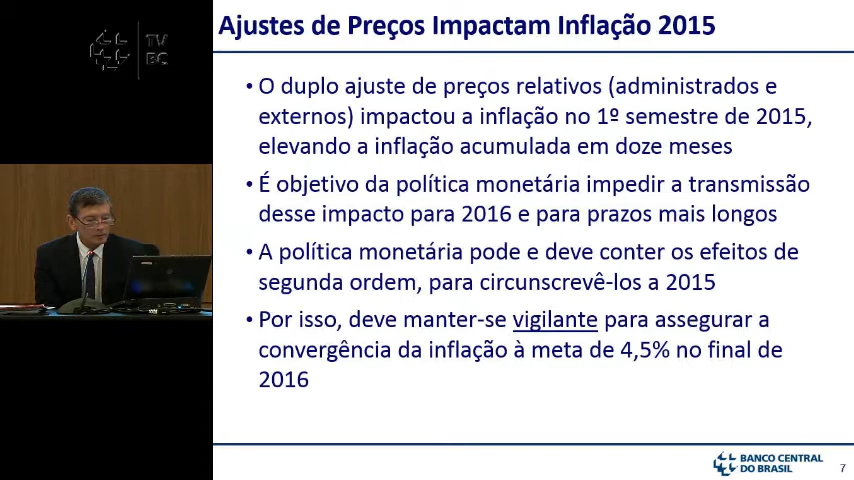 TV
BC
Ajustes de Preços Impactam Inflação 2015
• O duplo ajuste de preços relativos (administrados e
externos) impactou a inflação no 1º semestre de 2015,
elevando a inflação acumulada em doze meses
• É objetivo da política monetária impedir a transmissão
desse impacto para 2016 e para prazos mais longos
• A política monetária pode e deve conter os efeitos de
segunda ordem, para circunscrevê-los a 2015
• Por isso, deve manter-se vigilante para assegurar a
convergência da inflação à meta de 4,5% no final de
2016
BANCO CENTRAL
DO BRASIL
7